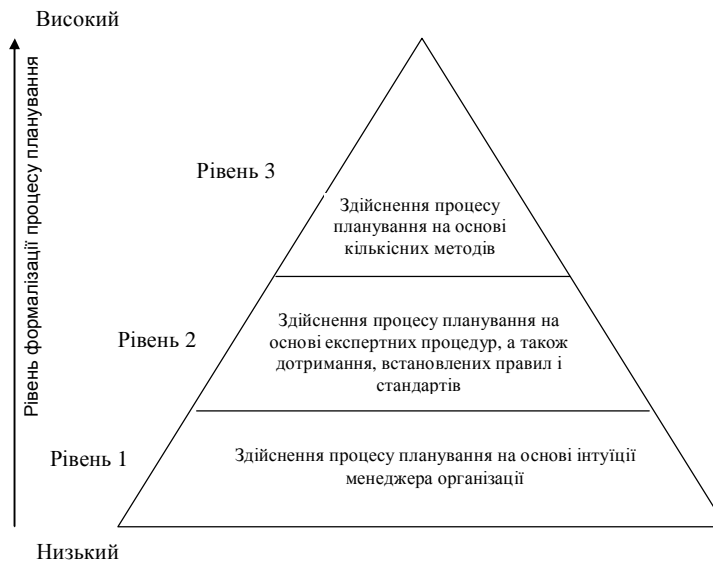 Високий
Рівень формалізації процесу планування
Рівень 3
Здійснення процесу
планування на основі
кількісних методів
Рівень 2
Здійснення процесу планування на
основі експертних процедур, а також
дотримання, встановлених правил і
стандартів
Рівень 1
Здійснення процесу планування на основі інтуїції
менеджера організації
Низький